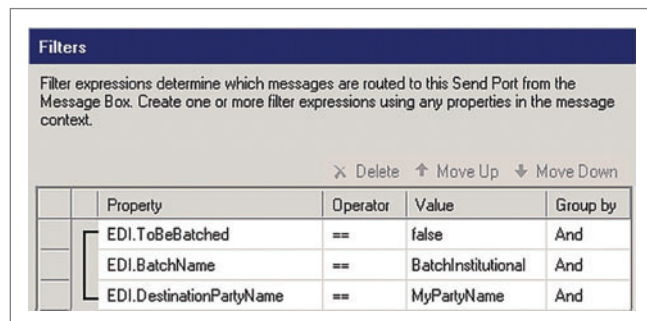 Filters
Filter expressions determine which messages are routed to this Send Port from the
Message Box. Create one or more filter expressions using any properties in the message
context.
Delete Move Up Move Down
Property Operator Value Group by
EDI.ToBeBatched == false And
EDI.BatchName == BatchInstitutional And
EDI.DestinationPartyName == MyPartyName And